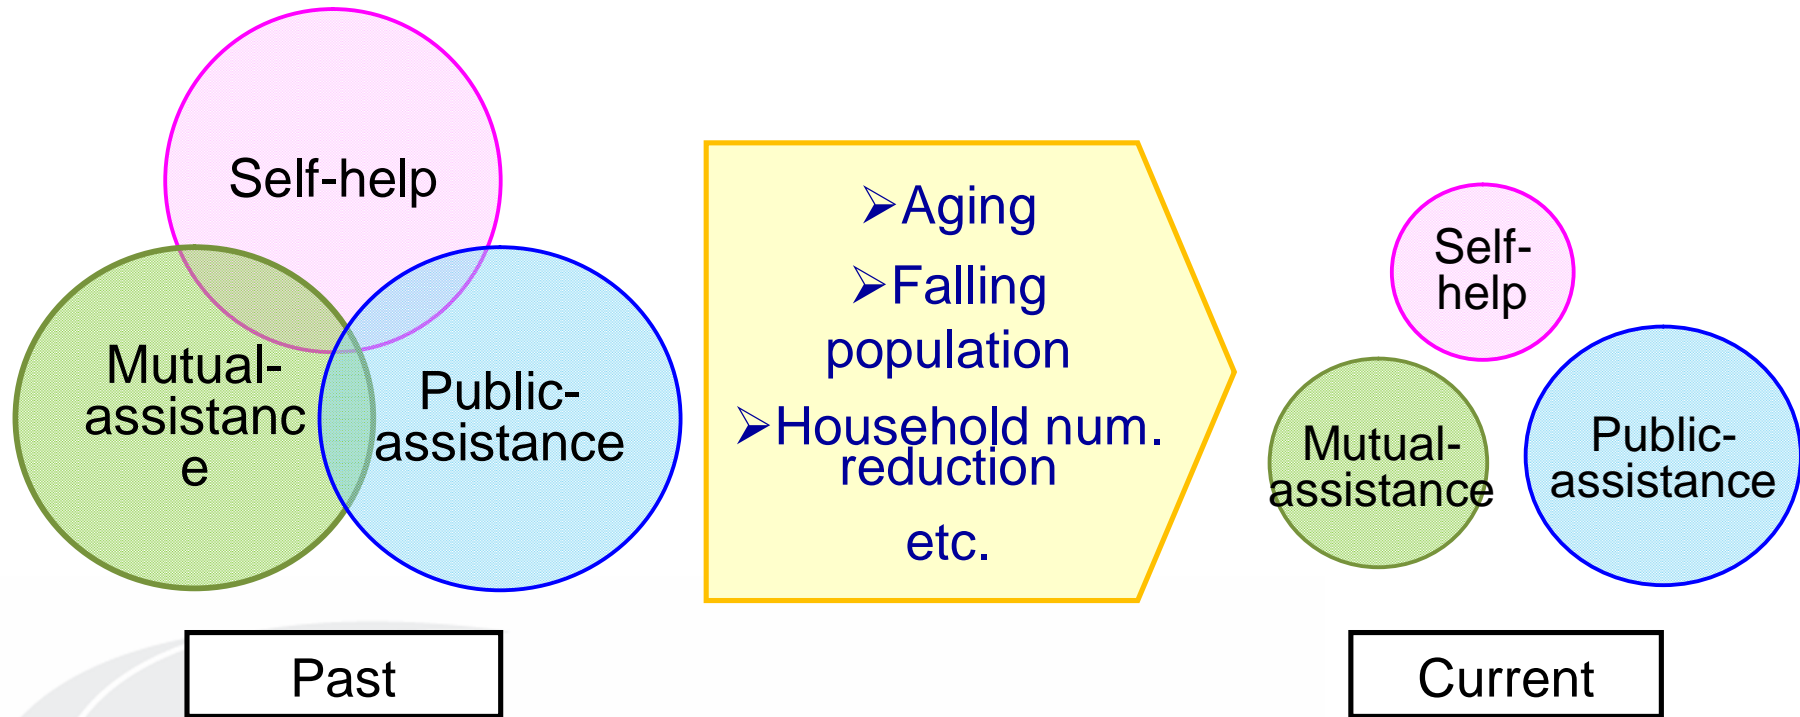 Self-help
Mutual-
assistanc
e
Public-
assistance
➢Aging
➢Falling
population
➢Household num.
reduction
etc.
Self-
help
Mutual-
assistance
Public-
assistance
Past
Current